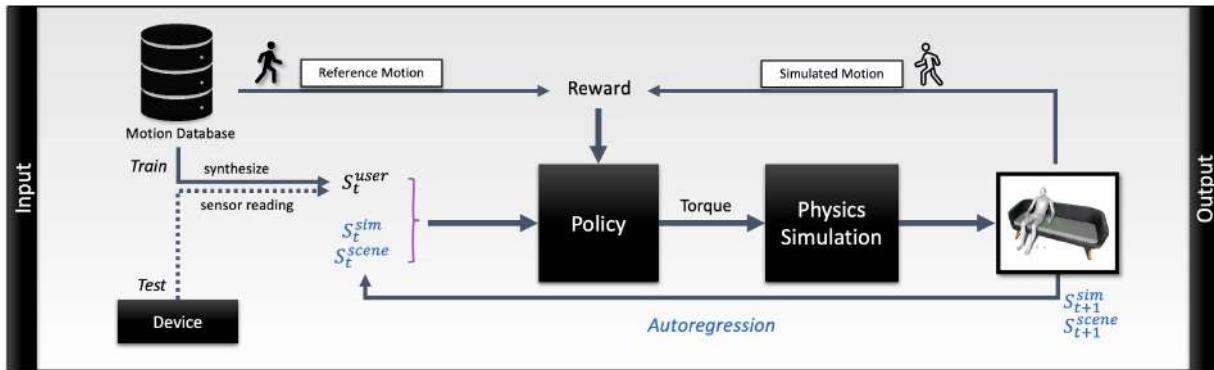 Input
Motion Database
Reference Motion
Reward
Simulated Motion
Train
synthesize
sensor reading
S_t^{user}
S_t^{sim}
S_t^{scene}
Policy
Torque
Physics
Simulation
Test
Device
Autoregression
S_{t+1}^{sim}
S_{t+1}^{scene}
Output